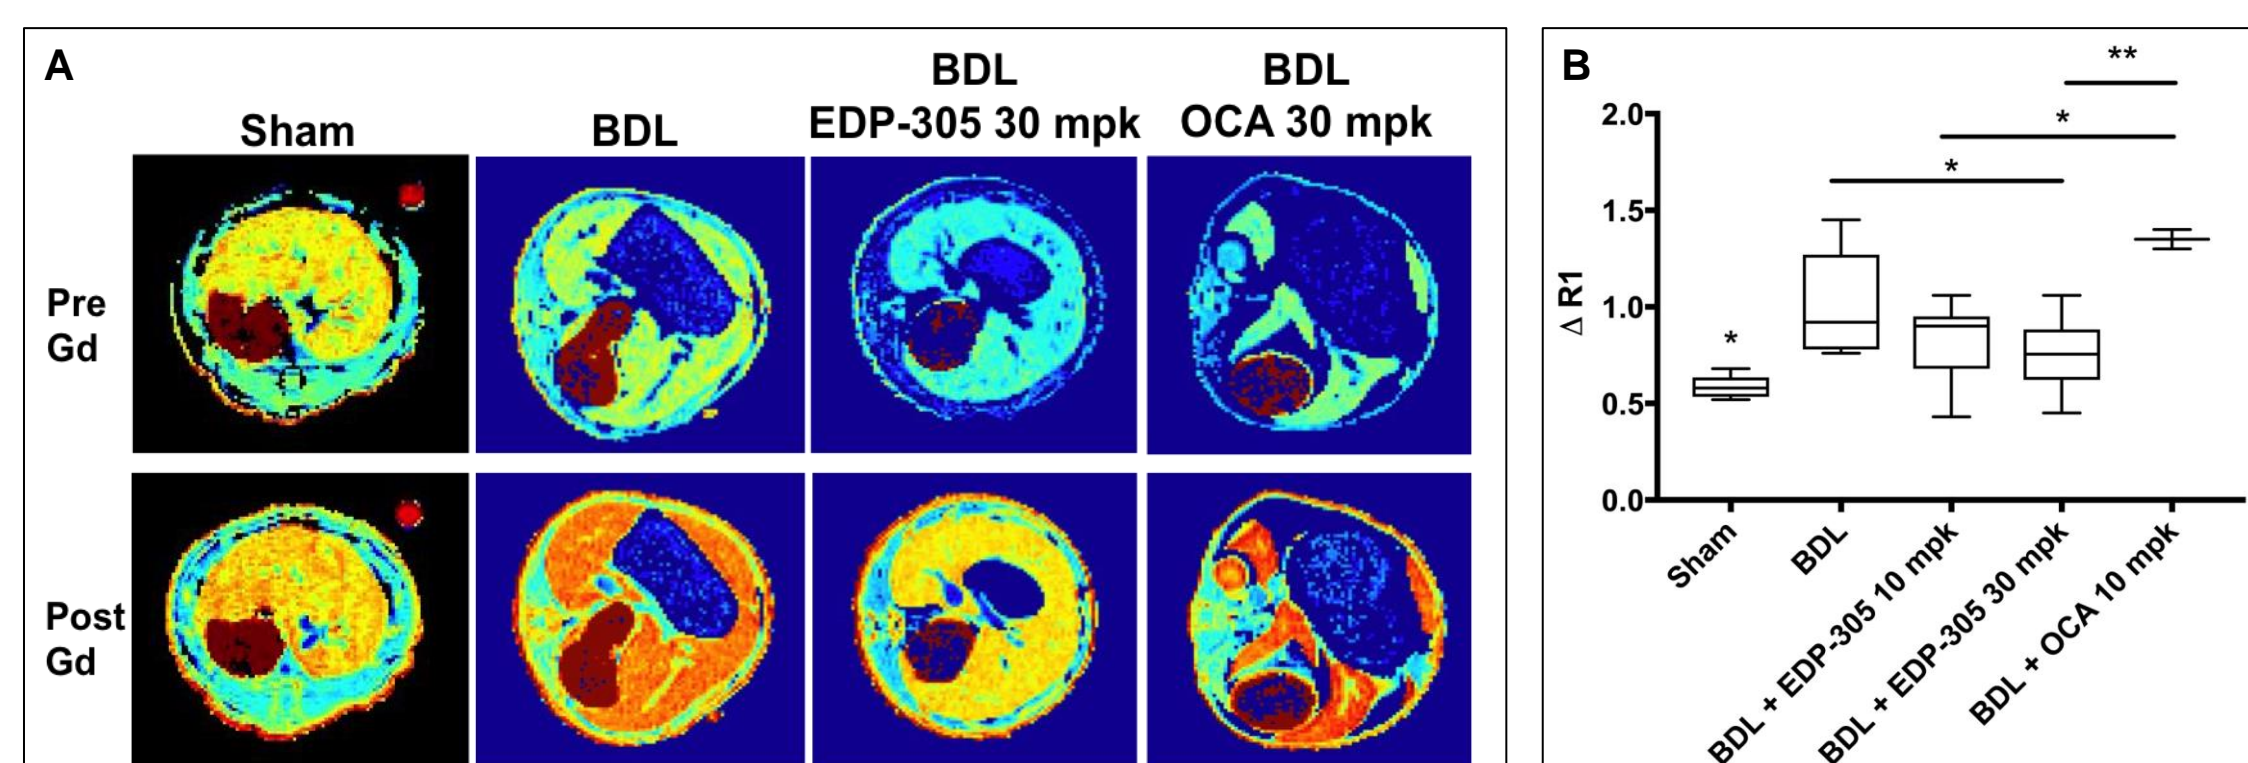 A
BDL
BDL
Sham
BDL
EDP-305 30 mpk
OCA 30 mpk
Pre
Gd
Post
Gd
B
**
*
*
*
2.0
1.5
1.0
0.5
0.0
Δ R1
Sham
BDL
BDL + EDP-305 10 mpk
BDL + EDP-305 30 mpk
BDL + OCA 10 mpk